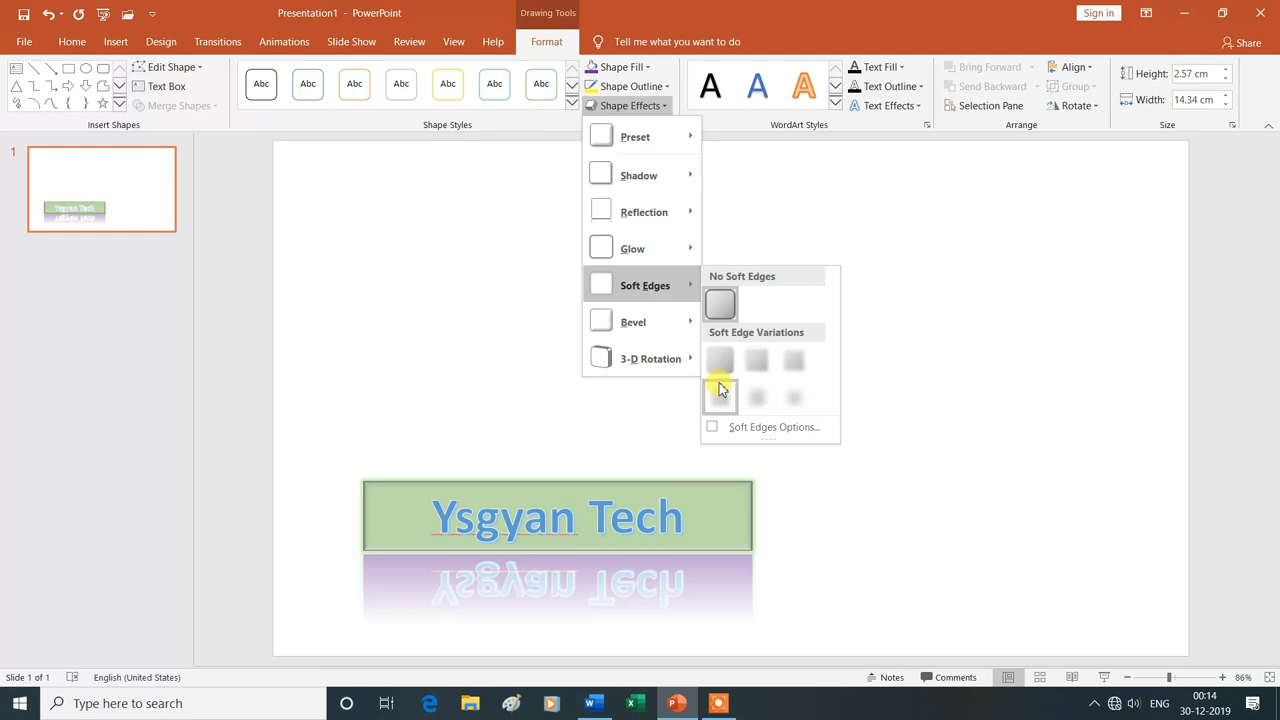 Presentation1 - PowerPoint
Drawing Tools
Sign in
File
Home
Insert
Design
Transitions
Animations
Slide Show
Review
View
Help
Format
Tell me what you want to do
Share
Edit Shape
Text Box
Merge Shapes
Insert Shapes
Abc
Abc
Abc
Abc
Abc
Abc
Abc
Shape Styles
Shape Fill
Shape Outline
Shape Effects
A
A
A
WordArt Styles
Text Fill
Text Outline
Text Effects
Bring Forward
Send Backward
Selection Pane
Align
Group
Rotate
Arrange
Height: 2.57 cm
Width: 14.34 cm
Size
Preset
Shadow
Reflection
Glow
Soft Edges
Bevel
3-D Rotation
No Soft Edges
Soft Edge Variations
Soft Edges Options...
1
Ysgyan Tech
Ysgyan Tech
Ysgyan Tech
Ysgyan Tech
Slide 1 of 1
English (United States)
Notes
Comments
86%
Type here to search
ENG
00:14
30-12-2019